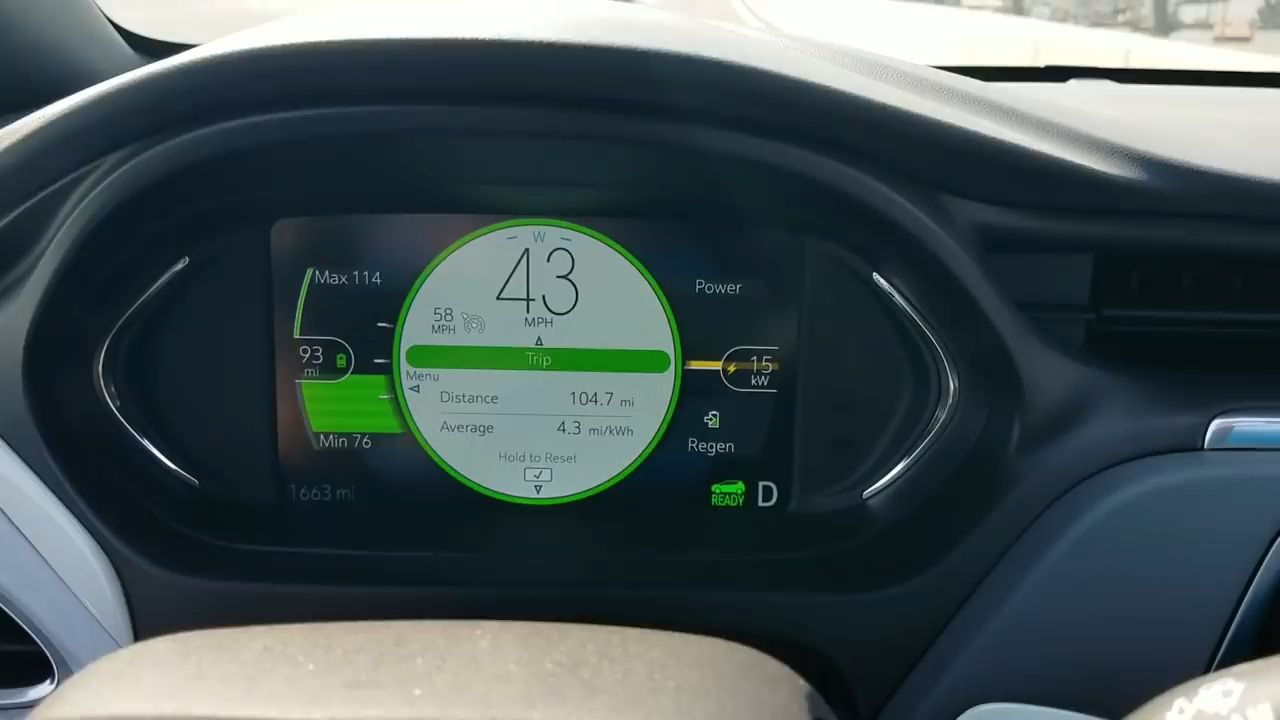 W
43
MPH
58
MPH
Max 114
93
mi
Min 76
1663 mi
Trip
Menu
Distance 104.7 mi
Average 4.3 mi/kWh
Hold to Reset
Power
15
kW
Regen
READY D